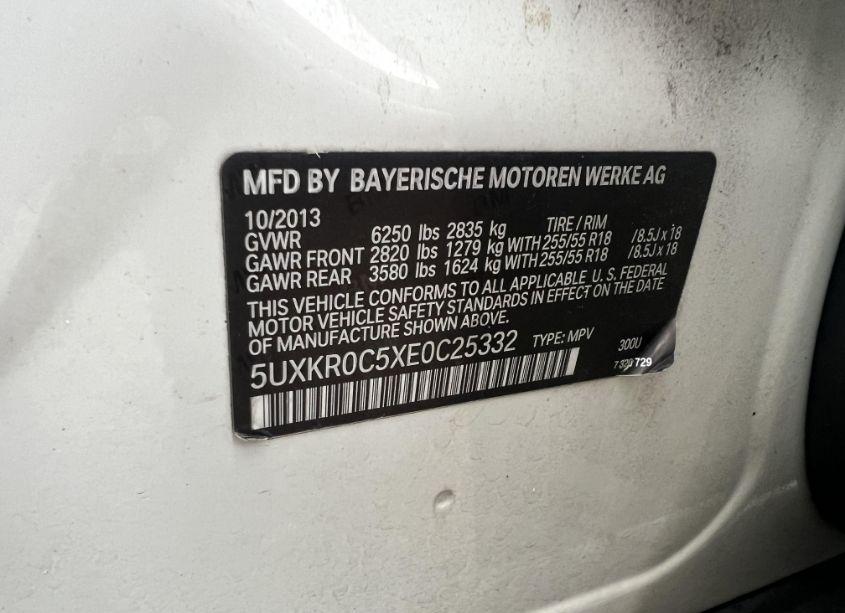 MFD BY BAYERISCHE MOTOREN WERKE AG
10/2013 TIRE / RIM
GVWR 6250 lbs 2835 kg
GAWR FRONT 2820 lbs 1279 kg WITH 255/55 R18 /8.5J x 18
GAWR REAR 3580 lbs 1624 kg WITH 255/55 R18 /8.5J x 18
THIS VEHICLE CONFORMS TO ALL APPLICABLE U. S. FEDERAL
MOTOR VEHICLE SAFETY STANDARDS IN EFFECT ON THE DATE
OF MANUFACTURE SHOWN ABOVE.
5UXKR0C5XE0C25332 TYPE: MPV 300U
729